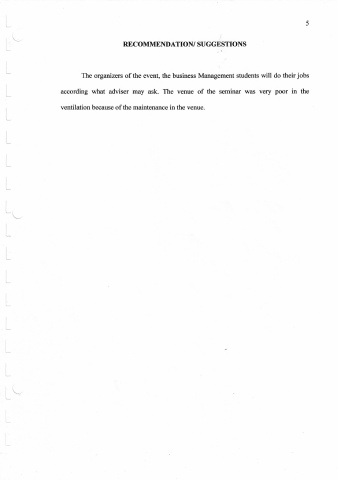 5
RECOMMENDATION/ SUGGESTIONS
The organizers of the event, the business Management students will do their jobs
according what adviser may ask. The venue of the seminar was very poor in the
ventilation because of the maintenance in the venue.